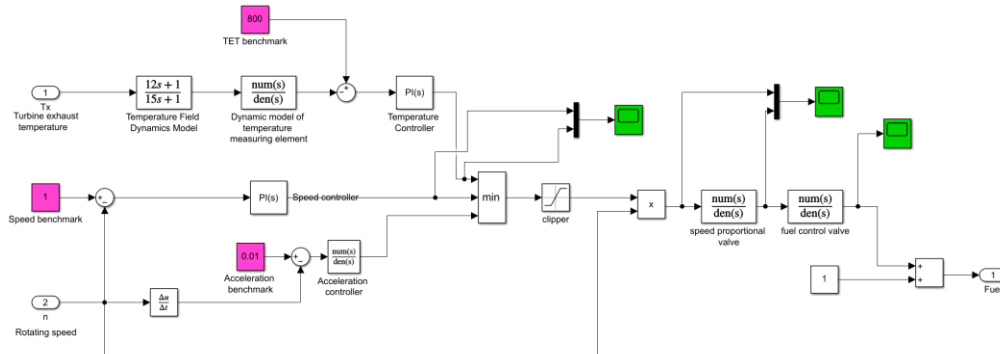 800
TET benchmark
1
Tx
Turbine exhaust
temperature
12s + 1
15s + 1
Temperature Field
Dynamics Model
num(s)
den(s)
Dynamic model of
temperature
measuring element
− +
PI(s)
Temperature
Controller
1
Speed benchmark
+ −
PI(s)
Speed controller
min
clipper
x
num(s)
den(s)
speed proportional
valve
num(s)
den(s)
fuel control valve
0.01
Acceleration
benchmark
+ −
num(s)
den(s)
Acceleration
controller
2
n
Rotating speed
Δu
Δt
1
+
+
1
Fuel